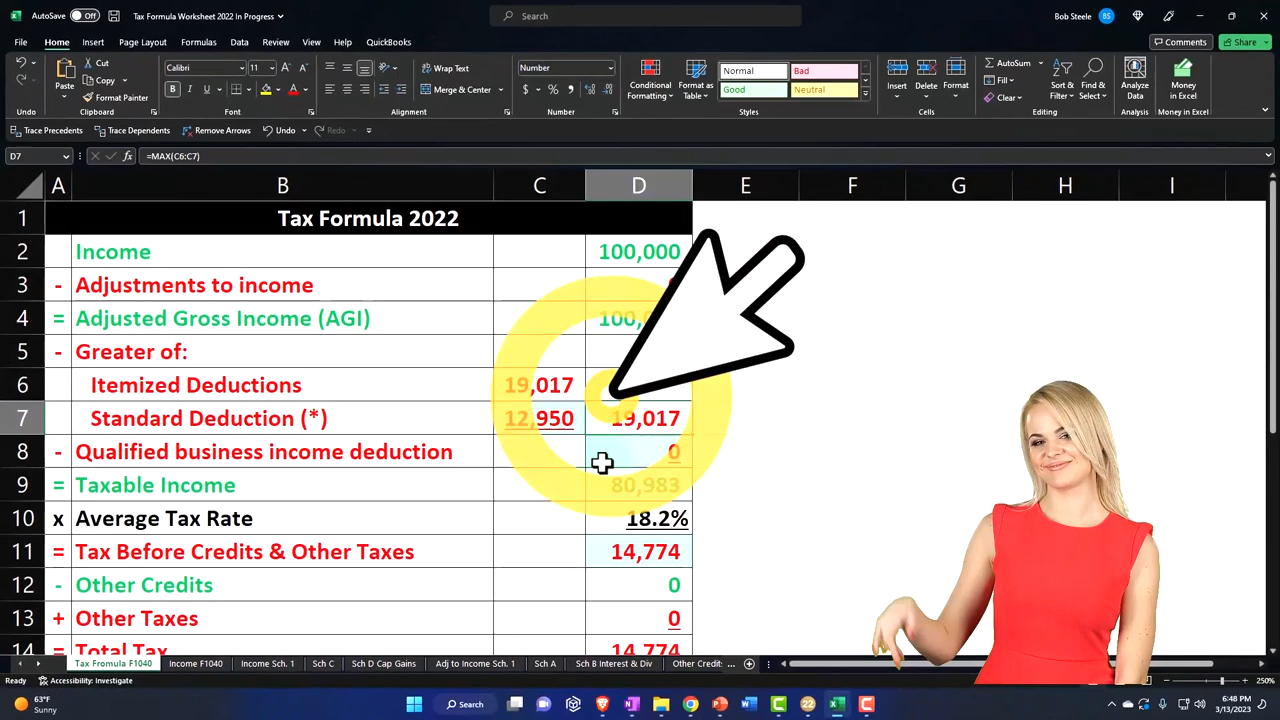 AutoSave Off Tax Formula Worksheet 2022 In Progress Search Bob Steele BS
File Home Insert Page Layout Formulas Data Review View Help QuickBooks Comments Share
Paste Cut Copy Format Painter
Calibri 11 Wrap Text Merge & Center Number
Conditional Formatting Format as Table Normal Bad Good Neutral
Insert Delete Format AutoSum Fill Clear Sort & Filter Find & Select Analyze Data Money in Excel
Undo Clipboard Font Alignment Number Styles Cells Editing Analysis Money in Excel
Trace Precedents Trace Dependents Remove Arrows Undo Redo
D7 fx =MAX(C6:C7)
A B C D E F G H I
1 Tax Formula 2022
2 Income 100,000
3 - Adjustments to income
4 = Adjusted Gross Income (AGI)
5 - Greater of:
6 Itemized Deductions 19,017
7 Standard Deduction (*) 12,950 19,017
8 - Qualified business income deduction 0
9 = Taxable Income 80,983
10 x Average Tax Rate 18.2%
11 = Tax Before Credits & Other Taxes 14,774
12 - Other Credits 0
13 + Other Taxes 0
14 = Total Tax 14,774
Tax Fromula F1040 Income F1040 Income Sch. 1 Sch C Sch D Cap Gains Adj to Income Sch. 1 Sch A Sch B Interest & Div Other Credit ...
Ready Accessibility: Investigate 250%
63°F Sunny Search 6:48 PM 3/13/2023